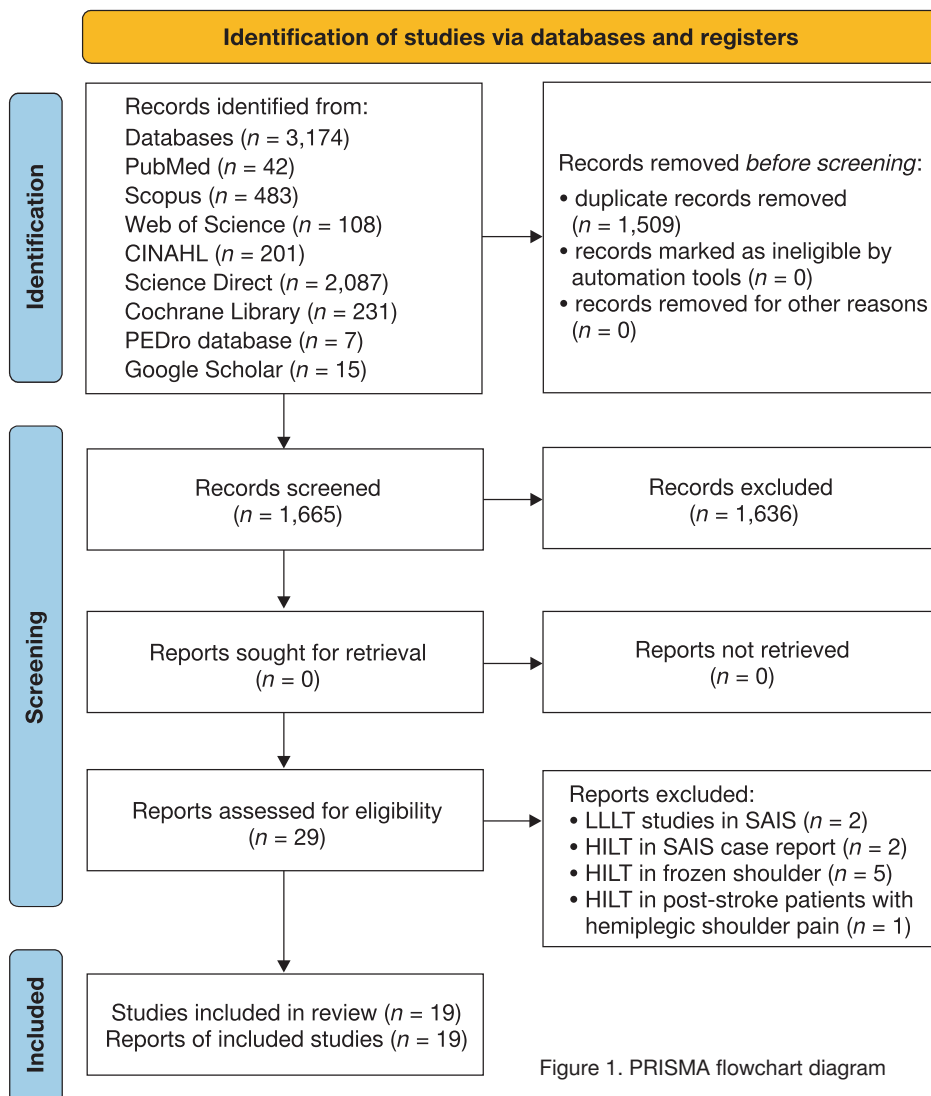 Identification of studies via databases and registers
Identification
Records identified from:
Databases (n = 3,174)
PubMed (n = 42)
Scopus (n = 483)
Web of Science (n = 108)
CINAHL (n = 201)
Science Direct (n = 2,087)
Cochrane Library (n = 231)
PEDro database (n = 7)
Google Scholar (n = 15)
Records removed before screening:
• duplicate records removed
(n = 1,509)
• records marked as ineligible by
automation tools (n = 0)
• records removed for other reasons
(n = 0)
Screening
Records screened
(n = 1,665)
Records excluded
(n = 1,636)
Reports sought for retrieval
(n = 0)
Reports not retrieved
(n = 0)
Reports assessed for eligibility
(n = 29)
Reports excluded:
• LLLT studies in SAIS (n = 2)
• HILT in SAIS case report (n = 2)
• HILT in frozen shoulder (n = 5)
• HILT in post-stroke patients with
hemiplegic shoulder pain (n = 1)
Included
Studies included in review (n = 19)
Reports of included studies (n = 19)
Figure 1. PRISMA flowchart diagram